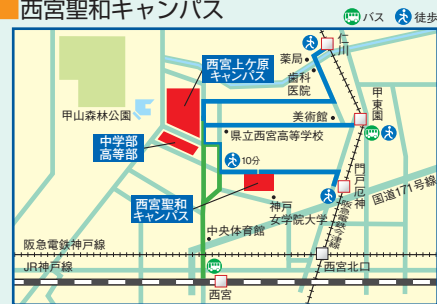 西宮聖和キャンパス
バス
徒歩
仁川
薬局
歯科
医院
西宮上ケ原
キャンパス
甲東園
甲山森林公園
美術館
県立西宮高等学校
中学部
高等部
10分
門戸厄神
西宮聖和
キャンパス
神戸
女学院大学
国道171号線
阪急電鉄今津線
中央体育館
阪急電鉄神戸線
西宮北口
JR神戸線
西宮